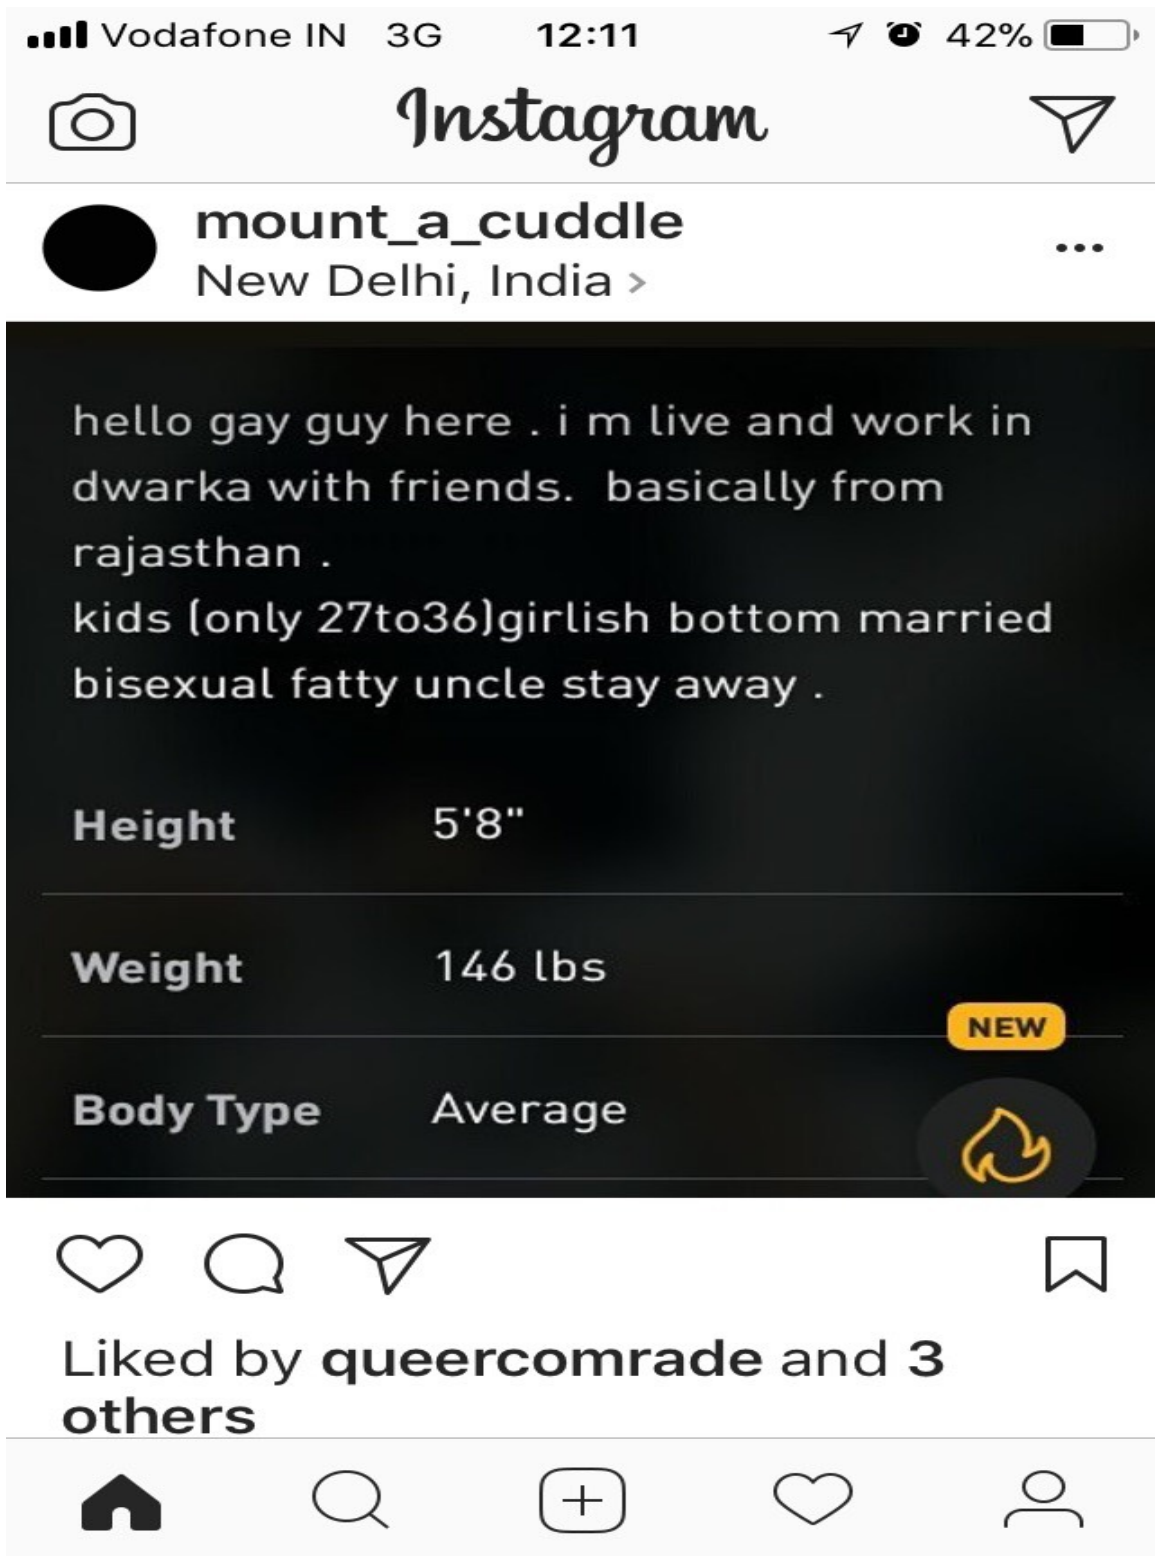 Vodafone IN 3G 12:11 42%
Instagram
mount_a_cuddle
New Delhi, India >
hello gay guy here . i m live and work in
dwarka with friends.  basically from
rajasthan .
kids (only 27to36)girlish bottom married
bisexual fatty uncle stay away .
Height 5'8"
Weight 146 lbs
NEW
Body Type Average
Liked by queercomrade and 3
others